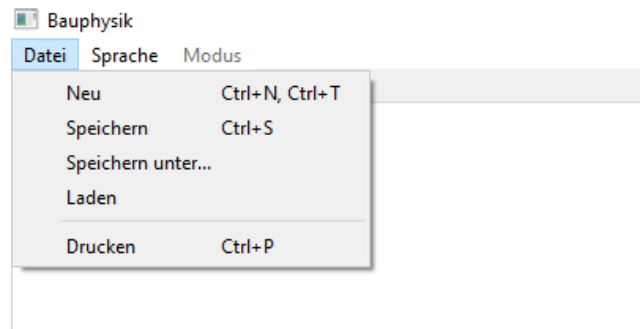 Bauphysik
Datei Sprache Modus
Neu Ctrl+N, Ctrl+T
Speichern Ctrl+S
Speichern unter...
Laden
Drucken Ctrl+P